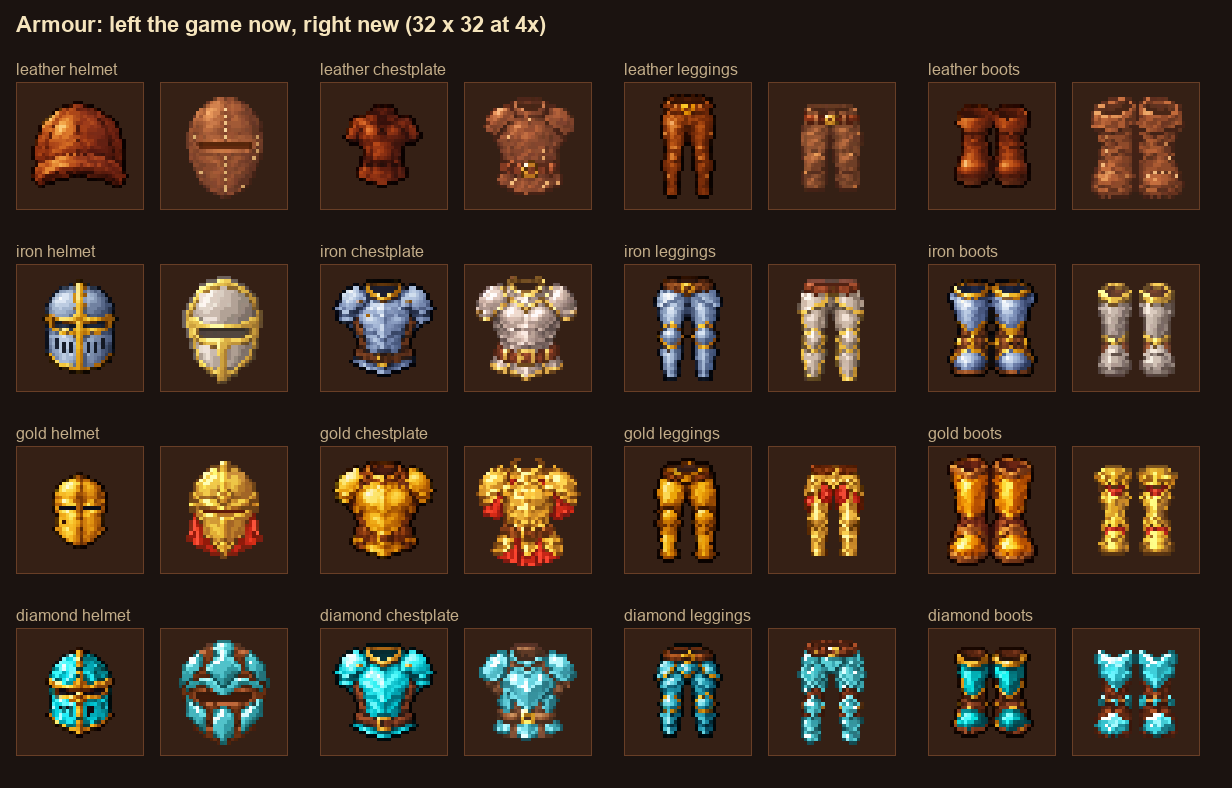 Armour: left the game now, right new (32 x 32 at 4x)
leather helmet
leather chestplate
leather leggings
leather boots
iron helmet
iron chestplate
iron leggings
iron boots
gold helmet
gold chestplate
gold leggings
gold boots
diamond helmet
diamond chestplate
diamond leggings
diamond boots